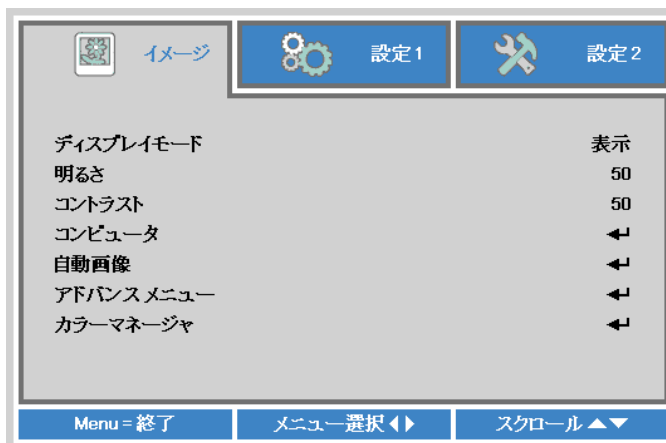 イメージ 設定1 設定2
ディスプレイモード 表示
明るさ 50
コントラスト 50
コンピュータ
自動画像
アドバンス メニュー
カラーマネージャ
Menu = 終了 メニュー選択 スクロール